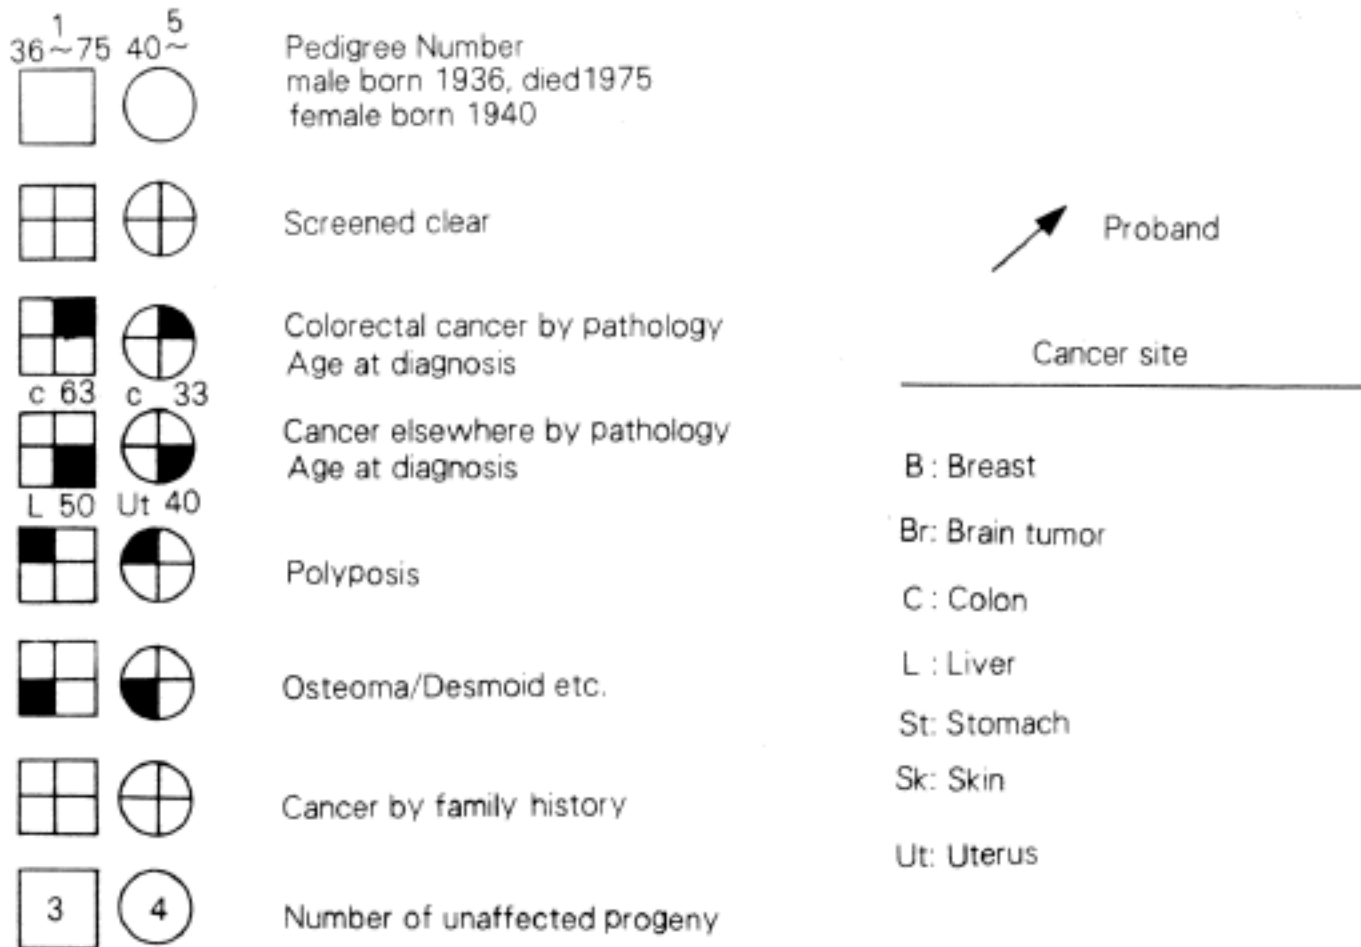 1 5
36~75 40~
Pedigree Number
male born 1936, died 1975
female born 1940
Screened clear
Proband
Colorectal cancer by pathology
Age at diagnosis
c 63 c 33
Cancer elsewhere by pathology
Age at diagnosis
L 50 Ut 40
Polyposis
Osteoma/Desmoid etc.
Cancer by family history
3 4
Number of unaffected progeny
Cancer site
B : Breast
Br: Brain tumor
C : Colon
L : Liver
St: Stomach
Sk: Skin
Ut: Uterus